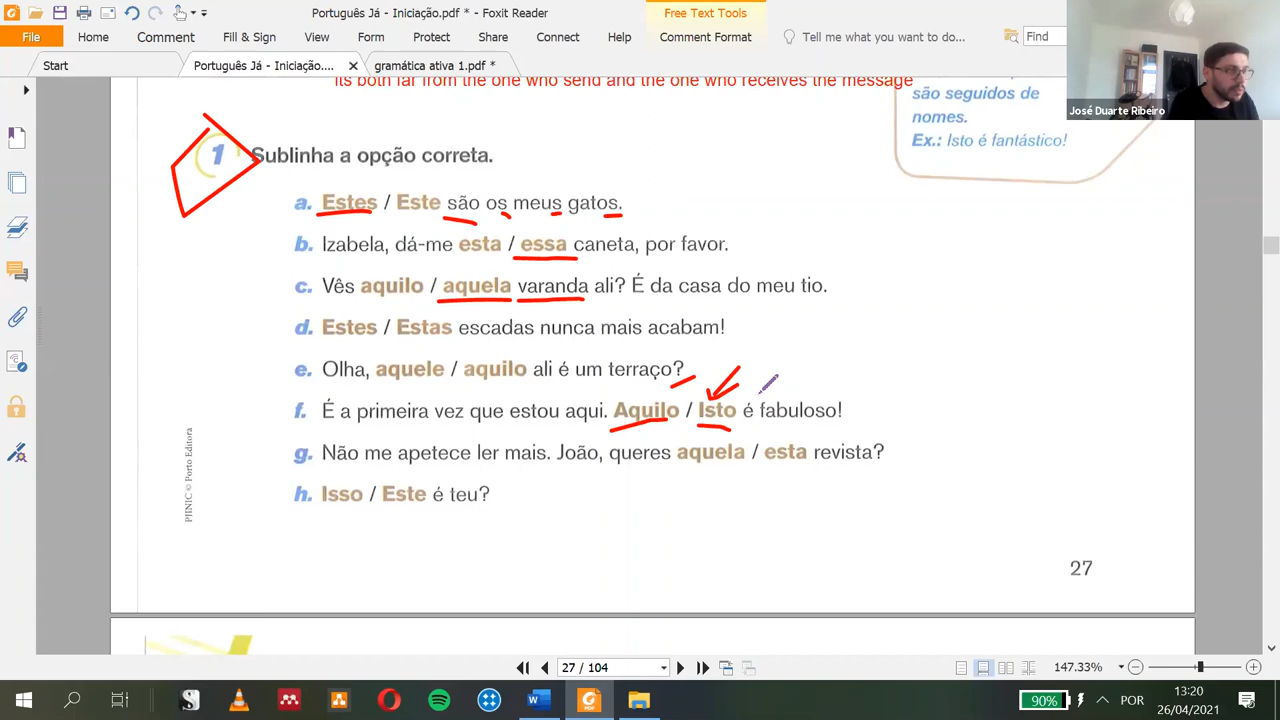 Português Já - Iniciação.pdf * - Foxit Reader
Free Text Tools
File Home Comment Fill & Sign View Form Protect Share Connect Help Comment Format Tell me what you want to do... Find
Start Português Já - Iniciação.... gramática ativa 1.pdf *
José Duarte Ribeiro
its both far from the one who send and the one who receives the message
são seguidos de
nomes.
Ex.: Isto é fantástico!
1 Sublinha a opção correta.
a. Estes / Este são os meus gatos.
b. Izabela, dá-me esta / essa caneta, por favor.
c. Vês aquilo / aquela varanda ali? É da casa do meu tio.
d. Estes / Estas escadas nunca mais acabam!
e. Olha, aquele / aquilo ali é um terraço?
f. É a primeira vez que estou aqui. Aquilo / Isto é fabuloso!
g. Não me apetece ler mais. João, queres aquela / esta revista?
h. Isso / Este é teu?
PJINIC © Porto Editora
27
27 / 104
147.33%
90% POR
13:20
26/04/2021